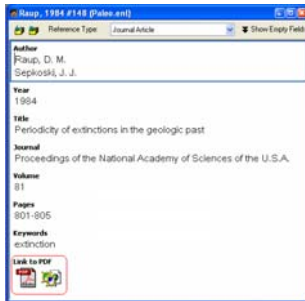 Raup, 1984 #148 (Paleo.enl)
Reference Type: Journal Article Show Empty Fields
Author
Raup, D. M.
Sepkoski, J. J.
Year
1984
Title
Periodicity of extinctions in the geologic past
Journal
Proceedings of the National Academy of Sciences of the U.S.A.
Volume
81
Pages
801-805
Keywords
extinction
Link to PDF